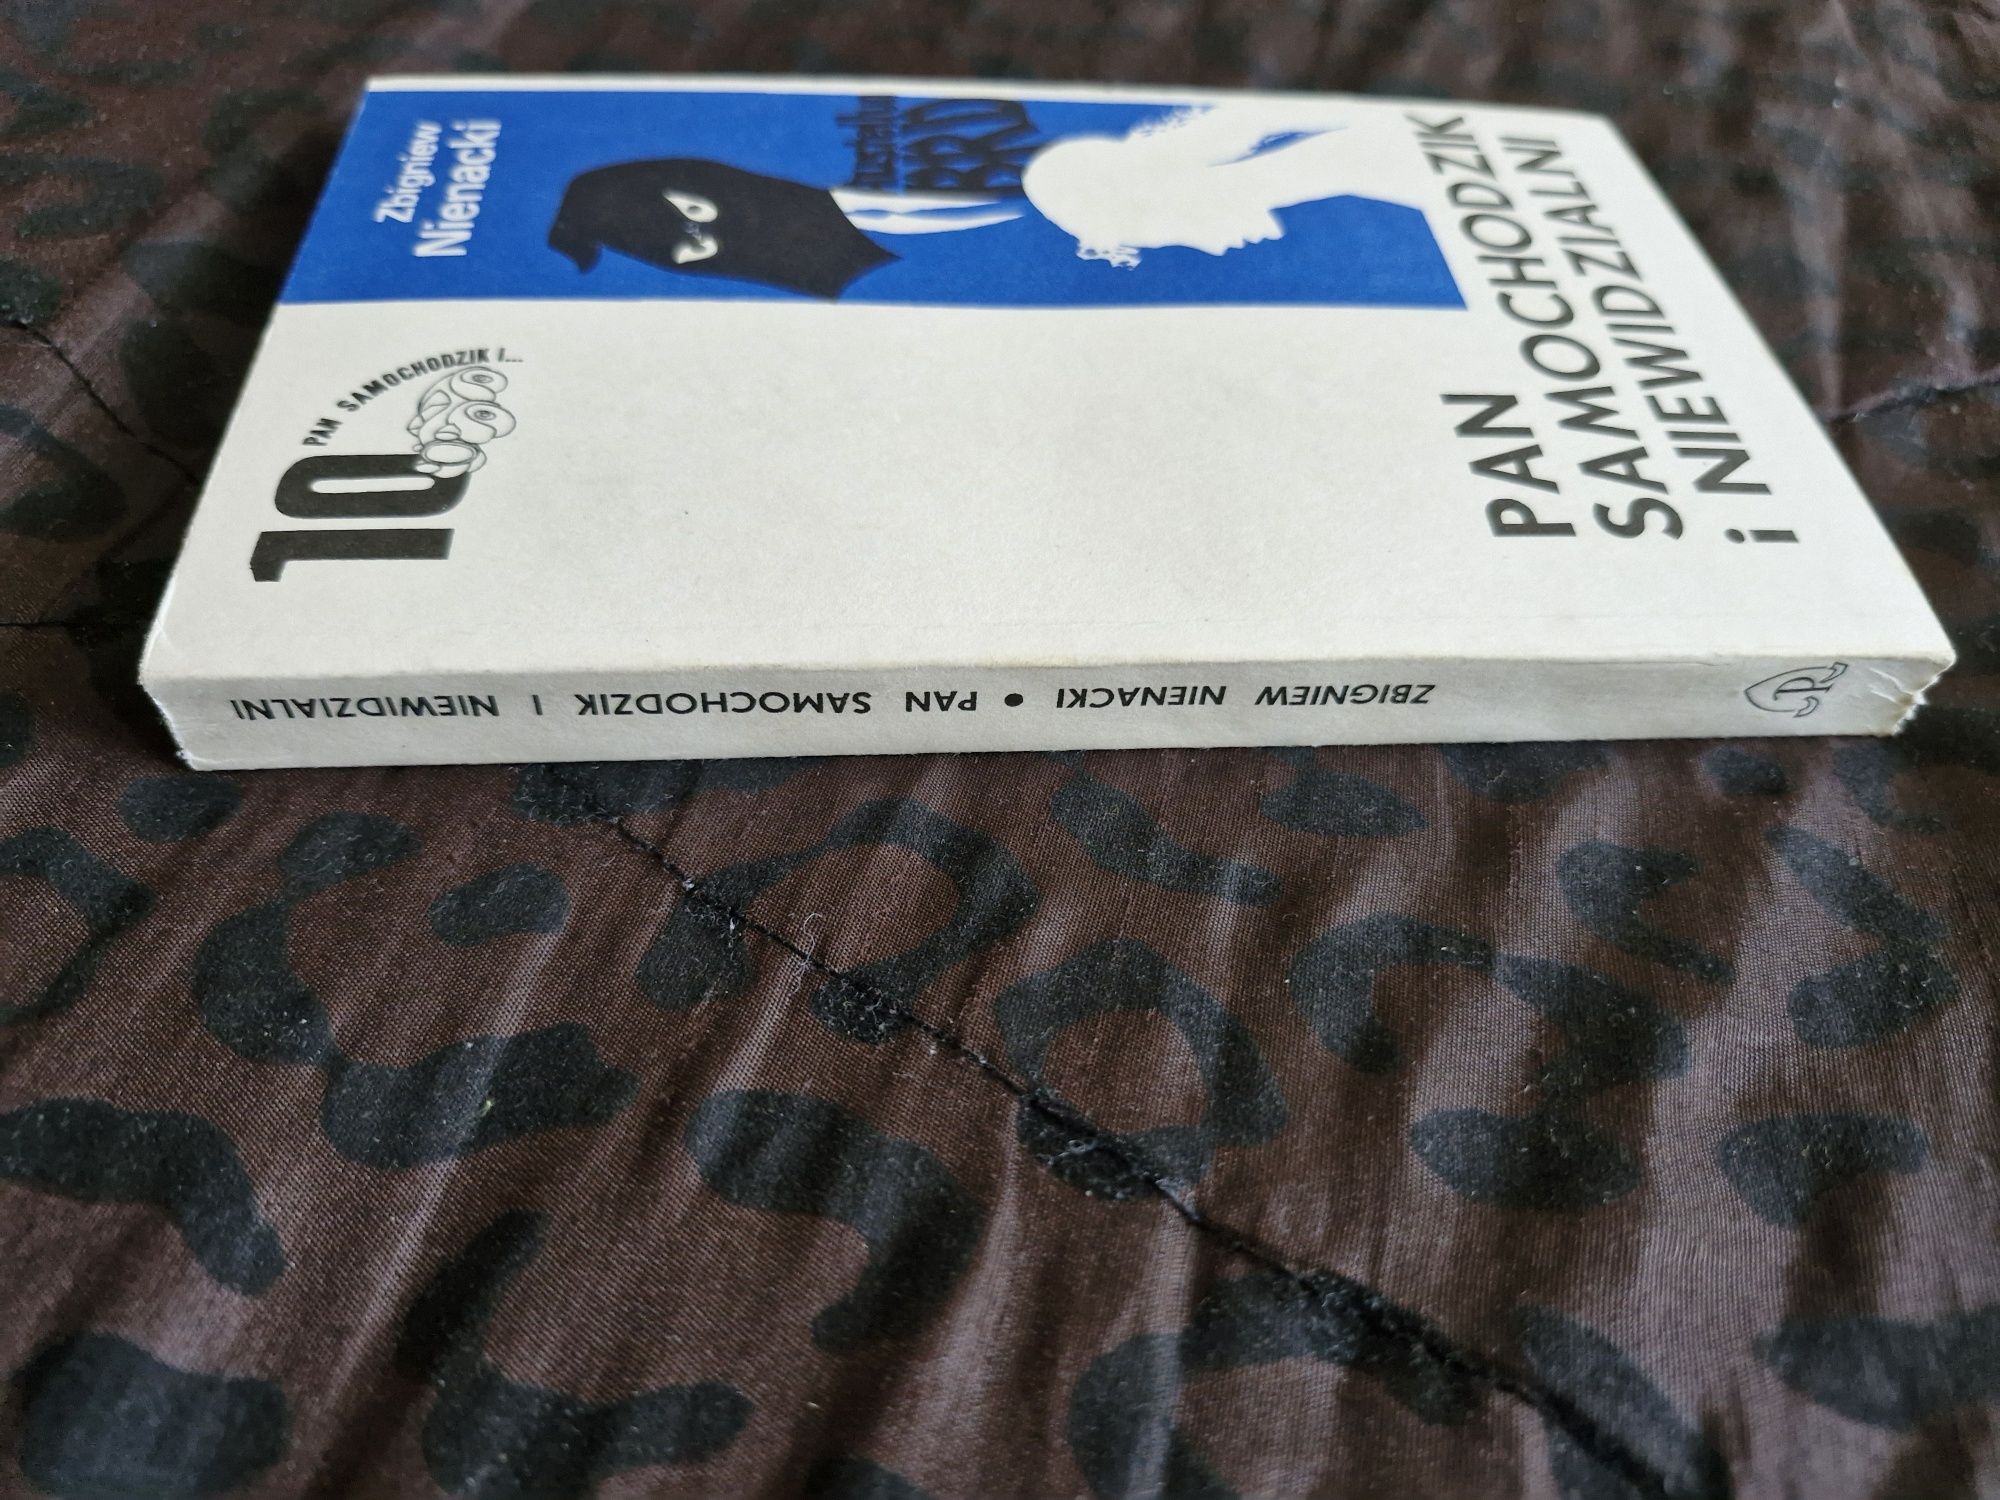 Zbigniew
Nienacki
10
PAN SAMOCHODZIK I...
PAN
SAMOCHODZIK
i NIEWIDZIALNI
ZBIGNIEW NIENACKI • PAN SAMOCHODZIK I NIEWIDZIALNI